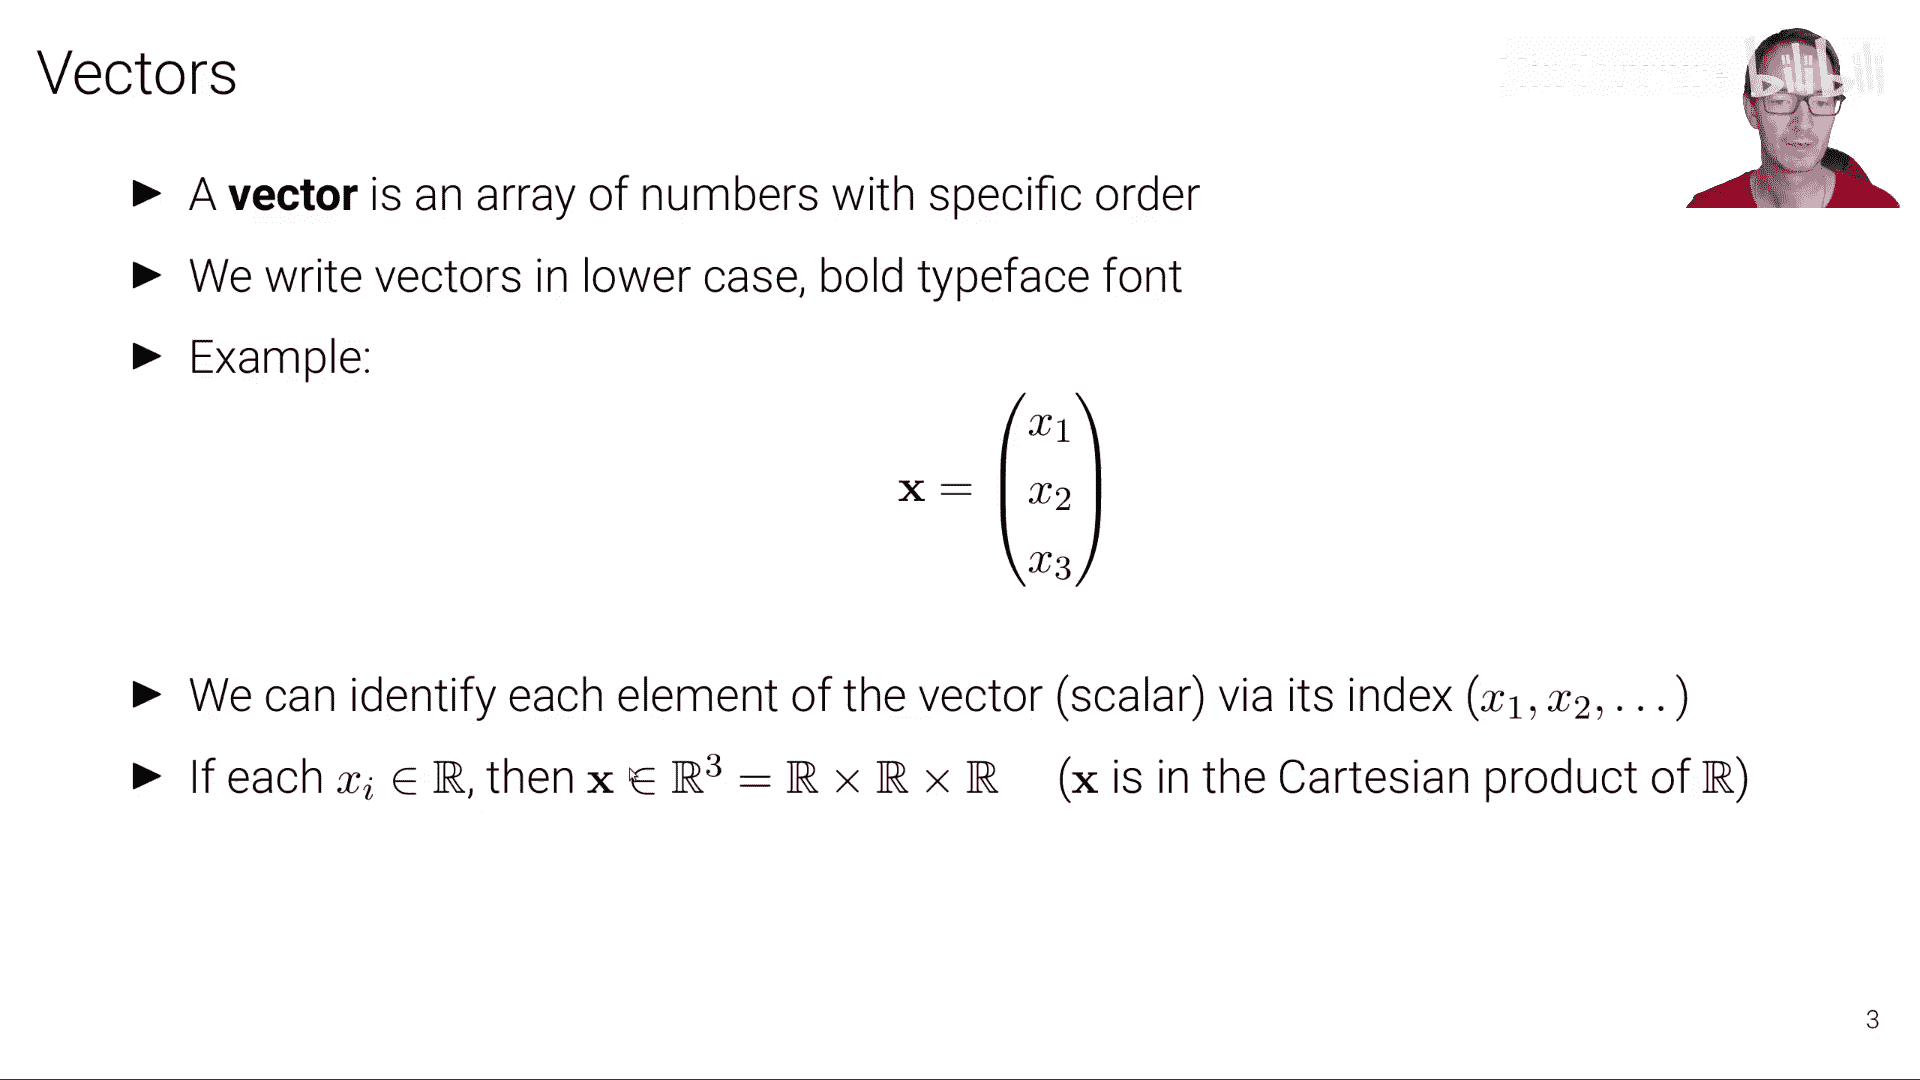 Vectors
bilibili
▶ A vector is an array of numbers with specific order
▶ We write vectors in lower case, bold typeface font
▶ Example:
x = (x₁ x₂ x₃)
▶ We can identify each element of the vector (scalar) via its index (x₁, x₂, . . . )
▶ If each xᵢ ∈ ℝ, then x ∈ ℝ³ = ℝ × ℝ × ℝ (x is in the Cartesian product of ℝ)
3